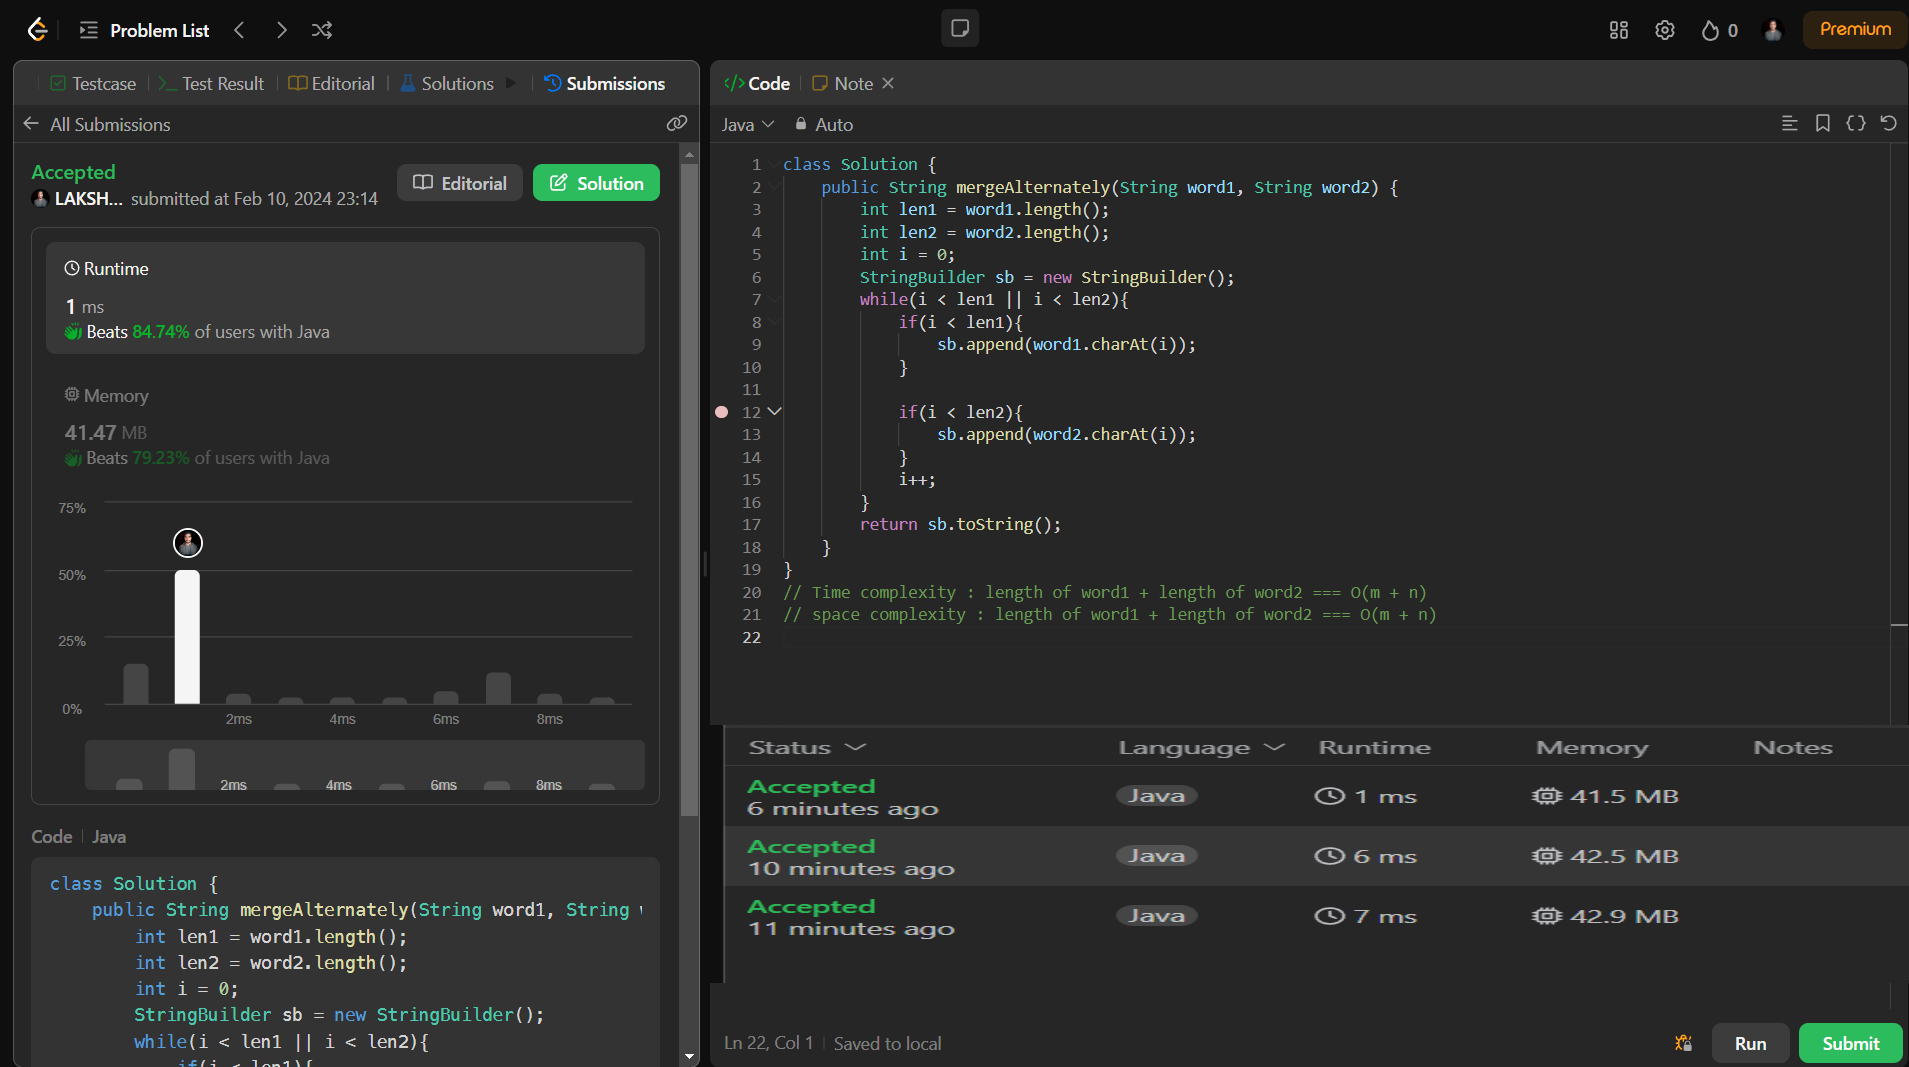 Problem List
0
Premium
Testcase
Test Result
Editorial
Solutions
Submissions
All Submissions
Accepted
LAKSH... submitted at Feb 10, 2024 23:14
Editorial
Solution
Runtime
1 ms
Beats 84.74% of users with Java
Memory
41.47 MB
Beats 79.23% of users with Java
75%
50%
25%
0%
2ms 4ms 6ms 8ms
2ms 4ms 6ms 8ms
Code | Java
class Solution {
public String mergeAlternately(String word1, String
int len1 = word1.length();
int len2 = word2.length();
int i = 0;
StringBuilder sb = new StringBuilder();
while(i < len1 || i < len2){
if(i < len1){
</> Code
Note
Java
Auto
1 class Solution {
2 public String mergeAlternately(String word1, String word2) {
3 int len1 = word1.length();
4 int len2 = word2.length();
5 int i = 0;
6 StringBuilder sb = new StringBuilder();
7 while(i < len1 || i < len2){
8 if(i < len1){
9 sb.append(word1.charAt(i));
10 }
11
12 if(i < len2){
13 sb.append(word2.charAt(i));
14 }
15 i++;
16 }
17 return sb.toString();
18 }
19 }
20 // Time complexity : length of word1 + length of word2 === O(m + n)
21 // space complexity : length of word1 + length of word2 === O(m + n)
22
Status Language Runtime Memory Notes
Accepted
6 minutes ago
Java 1 ms 41.5 MB
Accepted
10 minutes ago
Java 6 ms 42.5 MB
Accepted
11 minutes ago
Java 7 ms 42.9 MB
Ln 22, Col 1 | Saved to local
Run
Submit